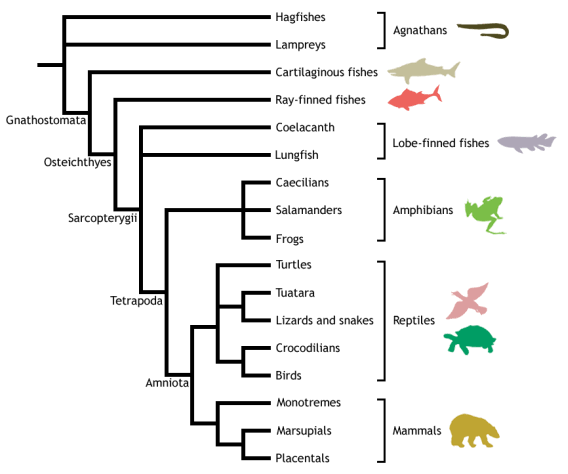 Hagfishes
Agnathans
Lampreys
Cartilaginous fishes
Ray-finned fishes
Gnathostomata
Coelacanth
Lobe-finned fishes
Lungfish
Osteichthyes
Caecilians
Salamanders
Amphibians
Sarcopterygii
Frogs
Turtles
Tuatara
Tetrapoda
Lizards and snakes
Reptiles
Crocodilians
Birds
Amniota
Monotremes
Marsupials
Mammals
Placentals